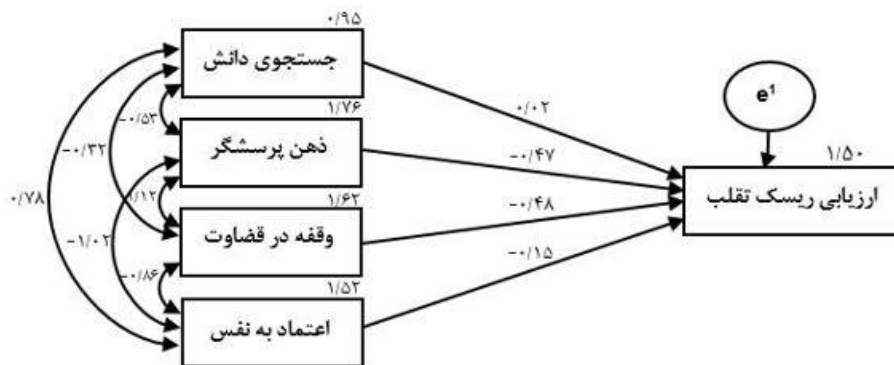 ۰/۹۵
جستجوی دانش
۱/۷۶
ذهن پرسشگر
۱/۶۲
وقفه در قضاوت
۱/۵۲
اعتماد به نفس
۰/۷۸
-۰/۳۲
-۰/۵۳
-۱/۰۲
۱/۱۲
-۰/۸۶
۰/۰۲
-۰/۴۷
-۰/۴۸
-۰/۱۵
e¹
۱/۵۰
ارزیابی ریسک تقلب